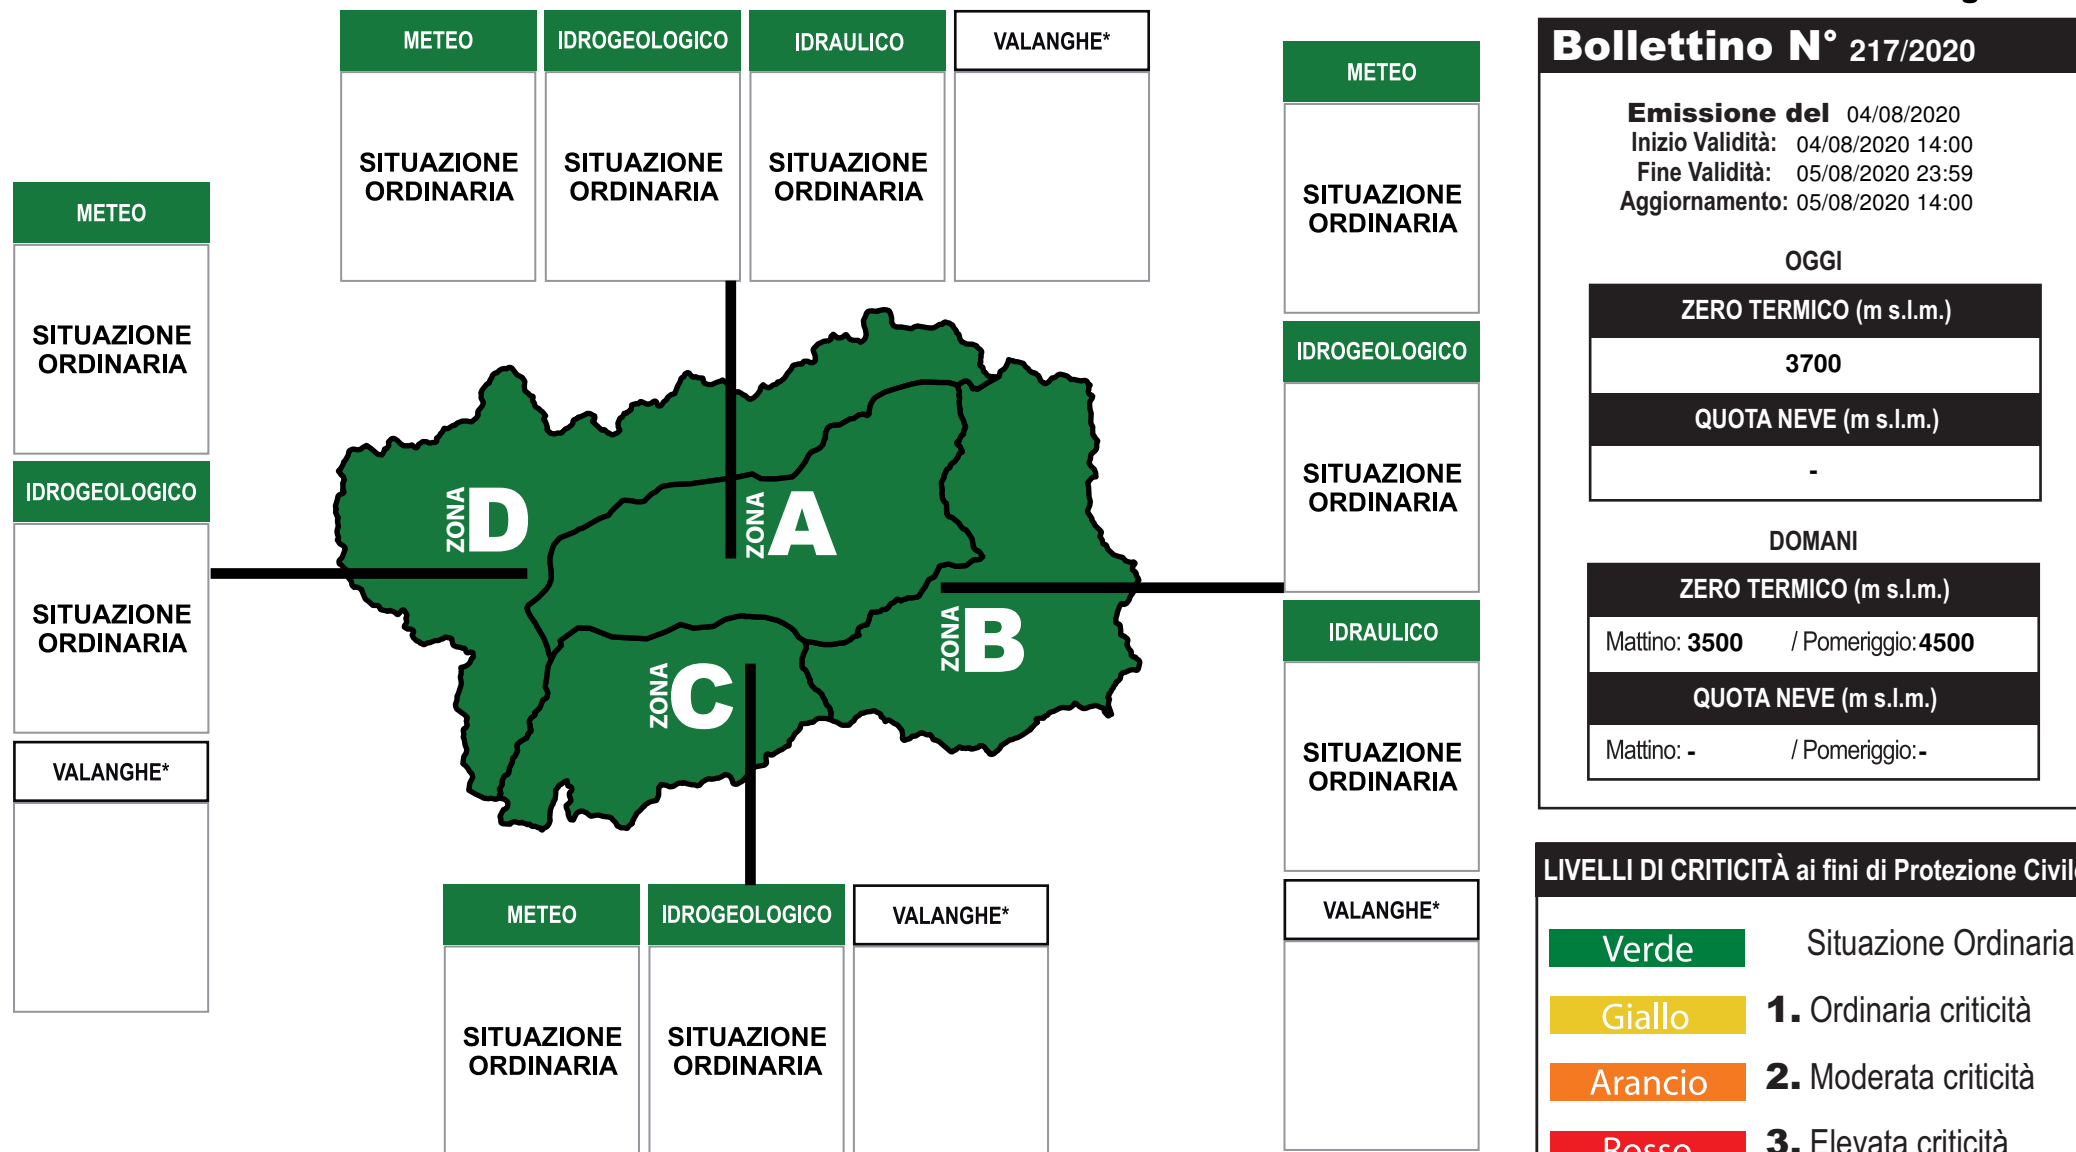 METEO
IDROGEOLOGICO
IDRAULICO
VALANGHE*
SITUAZIONE
ORDINARIA
SITUAZIONE
ORDINARIA
SITUAZIONE
ORDINARIA
METEO
SITUAZIONE
ORDINARIA
IDROGEOLOGICO
SITUAZIONE
ORDINARIA
VALANGHE*
ZONA D
ZONA A
ZONA B
ZONA C
METEO
SITUAZIONE
ORDINARIA
IDROGEOLOGICO
SITUAZIONE
ORDINARIA
IDRAULICO
SITUAZIONE
ORDINARIA
VALANGHE*
METEO
IDROGEOLOGICO
VALANGHE*
SITUAZIONE
ORDINARIA
SITUAZIONE
ORDINARIA
Bollettino N° 217/2020
Emissione del 04/08/2020
Inizio Validità: 04/08/2020 14:00
Fine Validità: 05/08/2020 23:59
Aggiornamento: 05/08/2020 14:00
OGGI
ZERO TERMICO (m s.l.m.)
3700
QUOTA NEVE (m s.l.m.)
-
DOMANI
ZERO TERMICO (m s.l.m.)
Mattino: 3500 / Pomeriggio: 4500
QUOTA NEVE (m s.l.m.)
Mattino: - / Pomeriggio: -
LIVELLI DI CRITICITÀ ai fini di Protezione Civile
Verde Situazione Ordinaria
Giallo 1. Ordinaria criticità
Arancio 2. Moderata criticità
Rosso 3. Elevata criticità